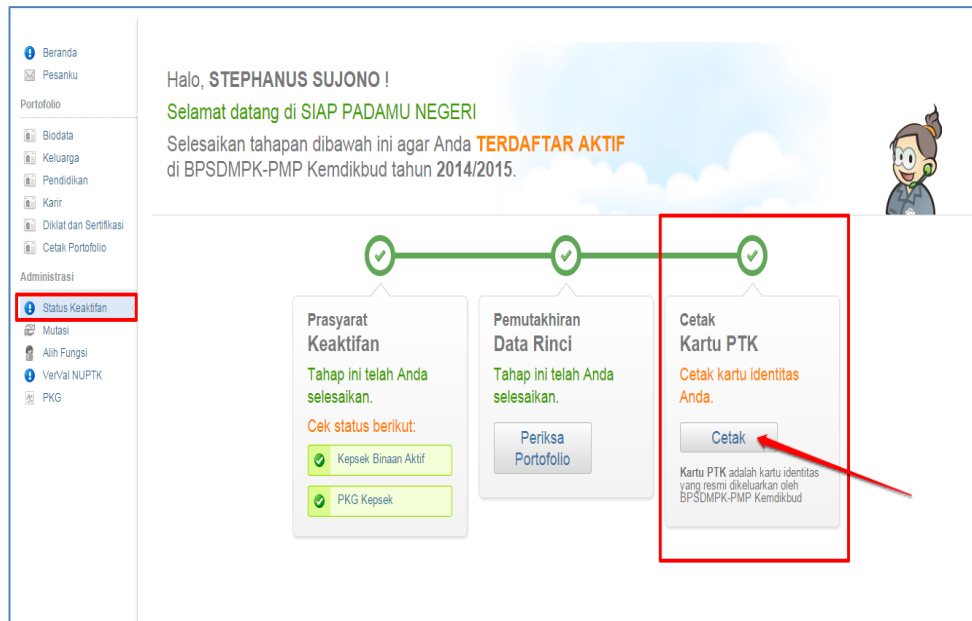 Beranda
Pesanku
Portofolio
Biodata
Keluarga
Pendidikan
Karir
Diklat dan Sertifikasi
Cetak Portofolio
Administrasi
Status Keaktifan
Mutasi
Alih Fungsi
VerVal NUPTK
PKG
Halo, STEPHANUS SUJONO !
Selamat datang di SIAP PADAMU NEGERI
Selesaikan tahapan dibawah ini agar Anda TERDAFTAR AKTIF
di BPSDMPK-PMP Kemdikbud tahun 2014/2015.
Prasyarat
Keaktifan
Tahap ini telah Anda
selesaikan.
Cek status berikut:
Kepsek Binaan Aktif
PKG Kepsek
Pemutakhiran
Data Rinci
Tahap ini telah Anda
selesaikan.
Periksa
Portofolio
Cetak
Kartu PTK
Cetak kartu identitas
Anda.
Cetak
Kartu PTK adalah kartu identitas
yang resmi dikeluarkan oleh
BPSDMPK-PMP Kemdikbud